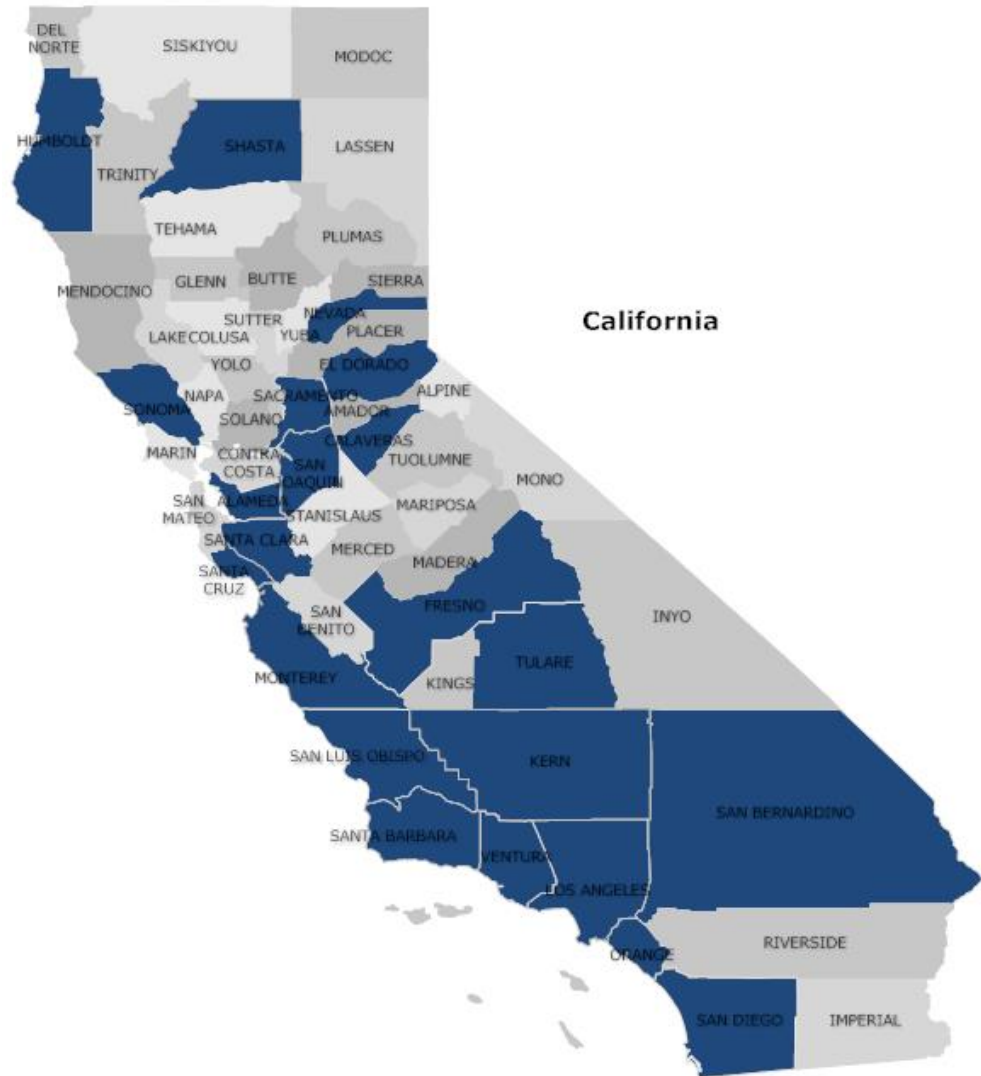 DEL
NORTE
SISKIYOU
MODOC
HUMBOLDT
TRINITY
SHASTA
LASSEN
TEHAMA
PLUMAS
MENDOCINO
GLENN
BUTTE
SIERRA
LAKE
COLUSA
SUTTER
YUBA
NEVADA
PLACER
California
YOLO
EL DORADO
SONOMA
NAPA
SACRAMENTO
ALPINE
SOLANO
AMADOR
MARIN
CONTRA
COSTA
SAN
JOAQUIN
CALAVERAS
TUOLUMNE
MONO
SAN
MATEO
ALAMEDA
STANISLAUS
MARIPOSA
SANTA CLARA
MERCED
MADERA
SANTA
CRUZ
SAN
BENITO
FRESNO
INYO
MONTEREY
KINGS
TULARE
SAN LUIS OBISPO
KERN
SAN BERNARDINO
SANTA BARBARA
VENTURA
LOS ANGELES
ORANGE
RIVERSIDE
SAN DIEGO
IMPERIAL